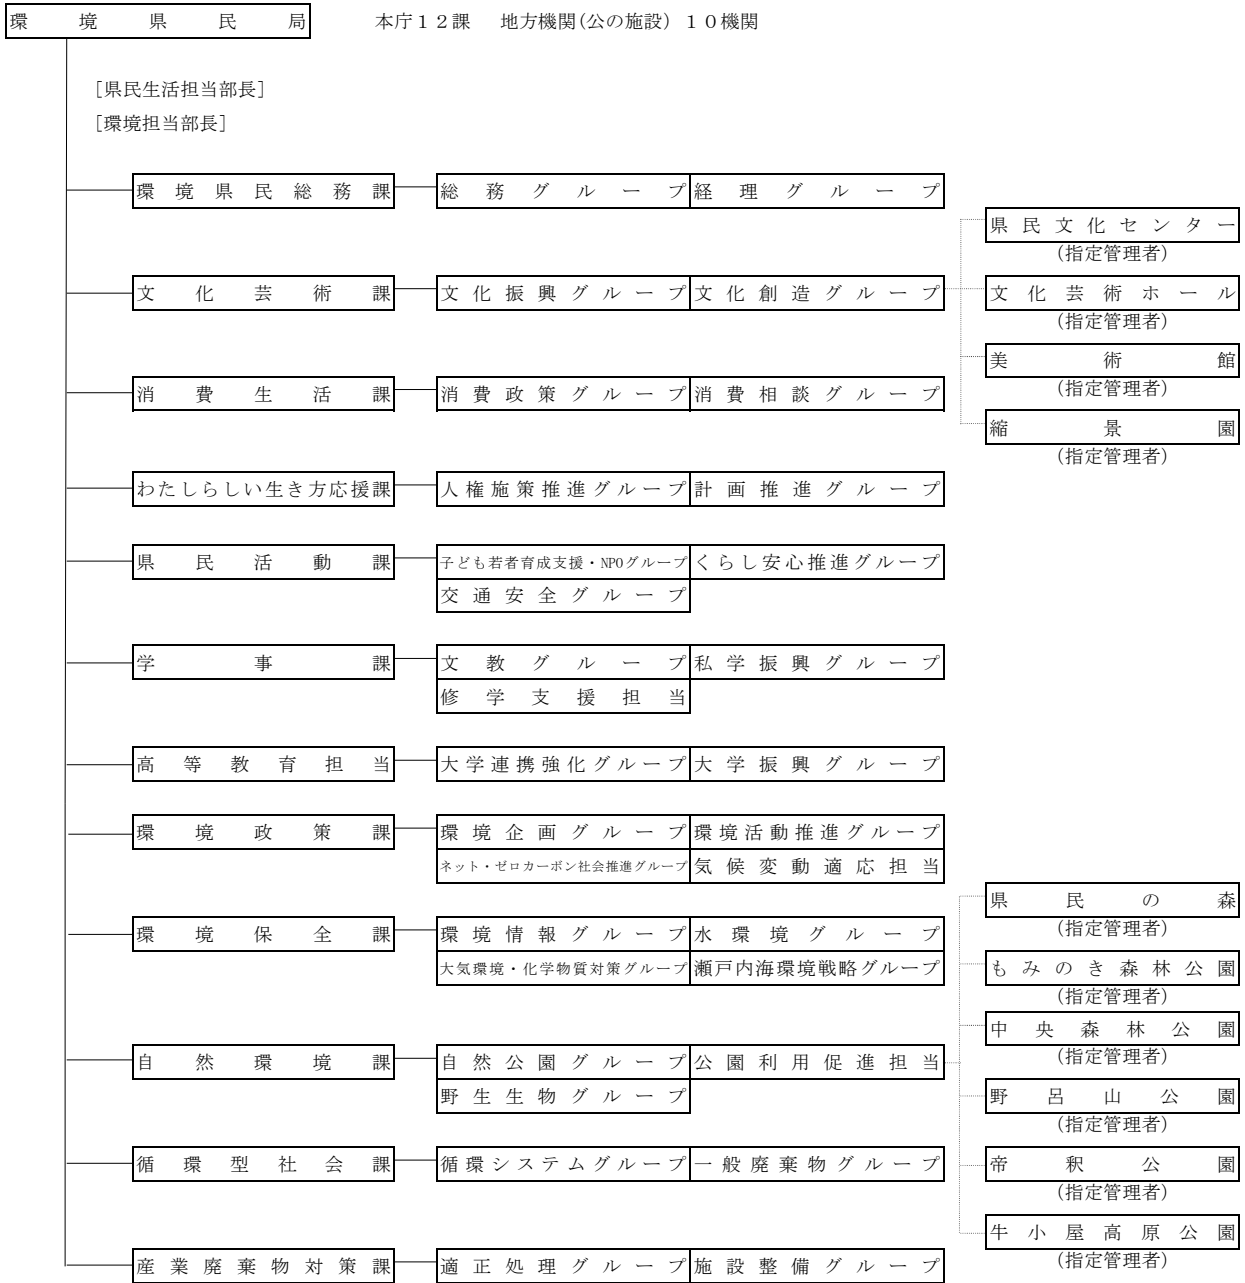 環境県民局 本庁１２課 地方機関(公の施設) １０機関
[県民生活担当部長]
[環境担当部長]
環境県民総務課 総務グループ 経理グループ
県民文化センター
(指定管理者)
文化芸術課 文化振興グループ 文化創造グループ 文化芸術ホール
(指定管理者)
美術館
(指定管理者)
消費生活課 消費政策グループ 消費相談グループ
縮景園
(指定管理者)
わたしらしい生き方応援課 人権施策推進グループ 計画推進グループ
県民活動課 子ども若者育成支援・NPOグループ くらし安心推進グループ
交通安全グループ
学事課 文教グループ 私学振興グループ
修学支援担当
高等教育担当 大学連携強化グループ 大学振興グループ
環境政策課 環境企画グループ 環境活動推進グループ
ネット・ゼロカーボン社会推進グループ 気候変動適応担当
県民の森
(指定管理者)
環境保全課 環境情報グループ 水環境グループ
大気環境・化学物質対策グループ 瀬戸内海環境戦略グループ もみのき森林公園
(指定管理者)
中央森林公園
(指定管理者)
自然環境課 自然公園グループ 公園利用促進担当
野生生物グループ 野呂山公園
(指定管理者)
循環型社会課 循環システムグループ 一般廃棄物グループ 帝釈公園
(指定管理者)
牛小屋高原公園
(指定管理者)
産業廃棄物対策課 適正処理グループ 施設整備グループ